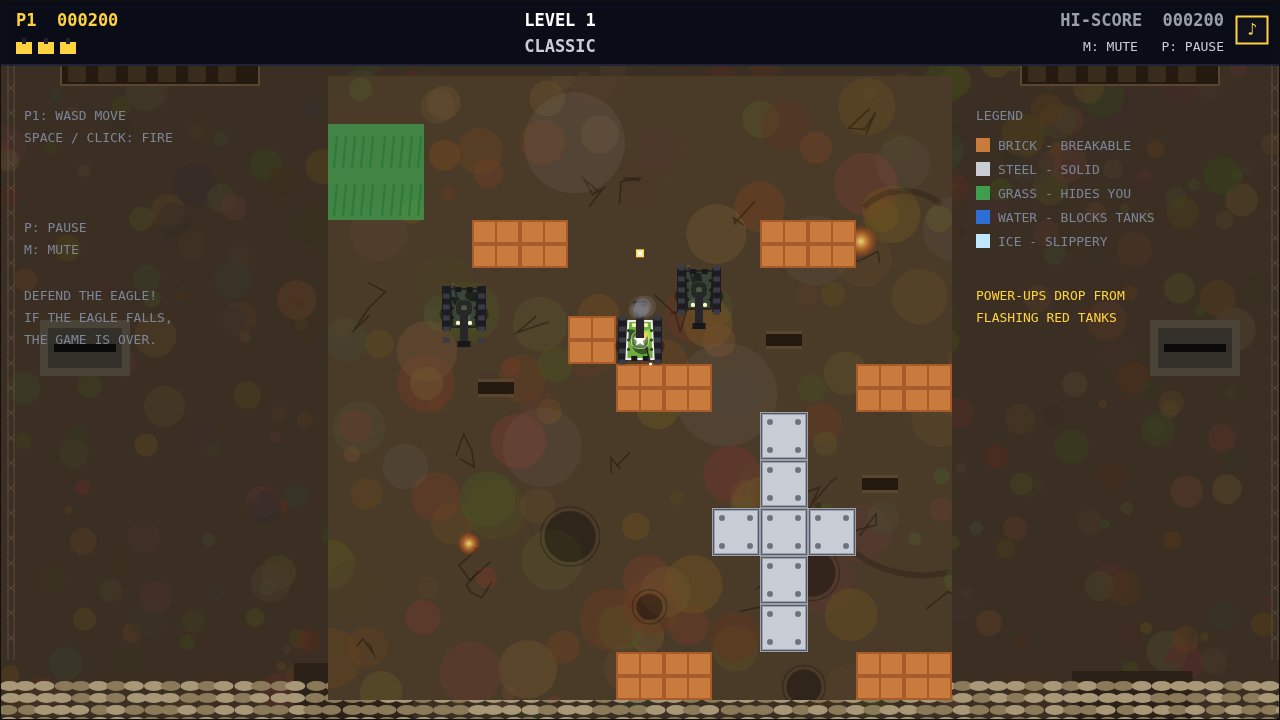 P1  000200
LEVEL 1
CLASSIC
HI-SCORE  000200
♪
M: MUTE   P: PAUSE
P1: WASD MOVE
SPACE / CLICK: FIRE
P: PAUSE
M: MUTE
DEFEND THE EAGLE!
IF THE EAGLE FALLS,
THE GAME IS OVER.
LEGEND
BRICK - BREAKABLE
STEEL - SOLID
GRASS - HIDES YOU
WATER - BLOCKS TANKS
ICE - SLIPPERY
POWER-UPS DROP FROM
FLASHING RED TANKS